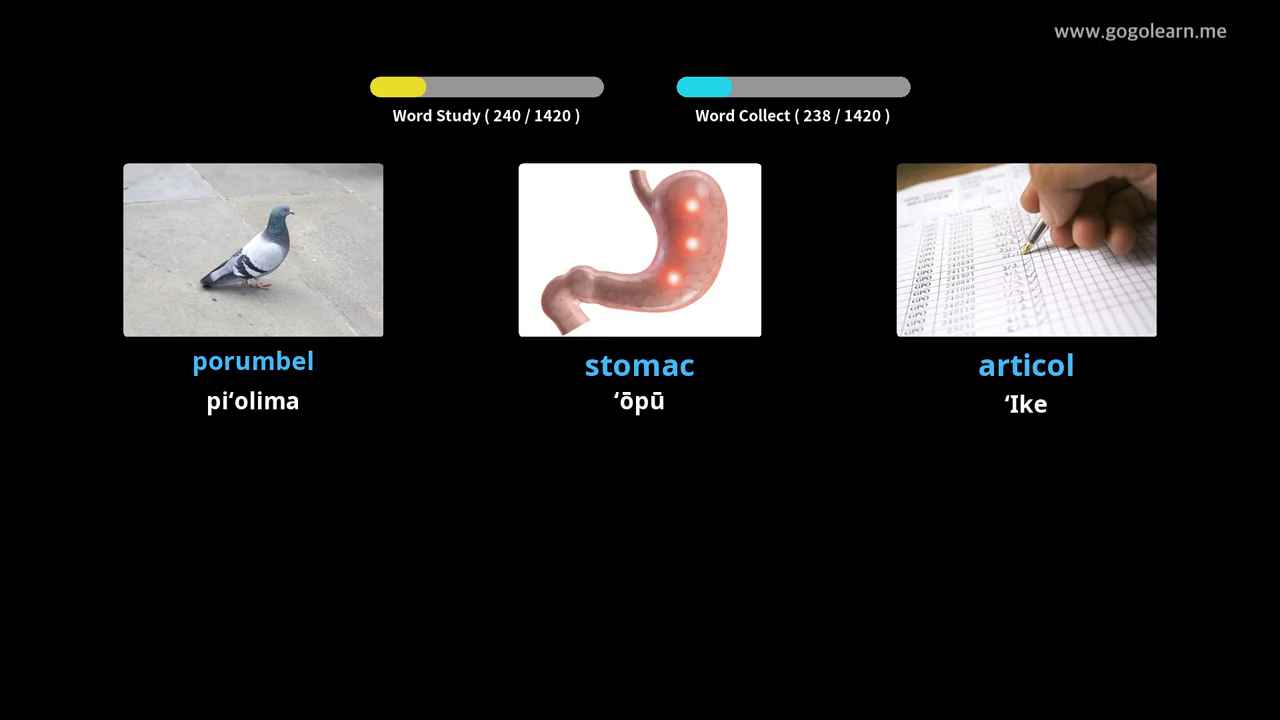 www.gogolearn.me
Word Study ( 240 / 1420 )
Word Collect ( 238 / 1420 )
porumbel
stomac
articol
piʻolima
ʻōpū
ʻIke